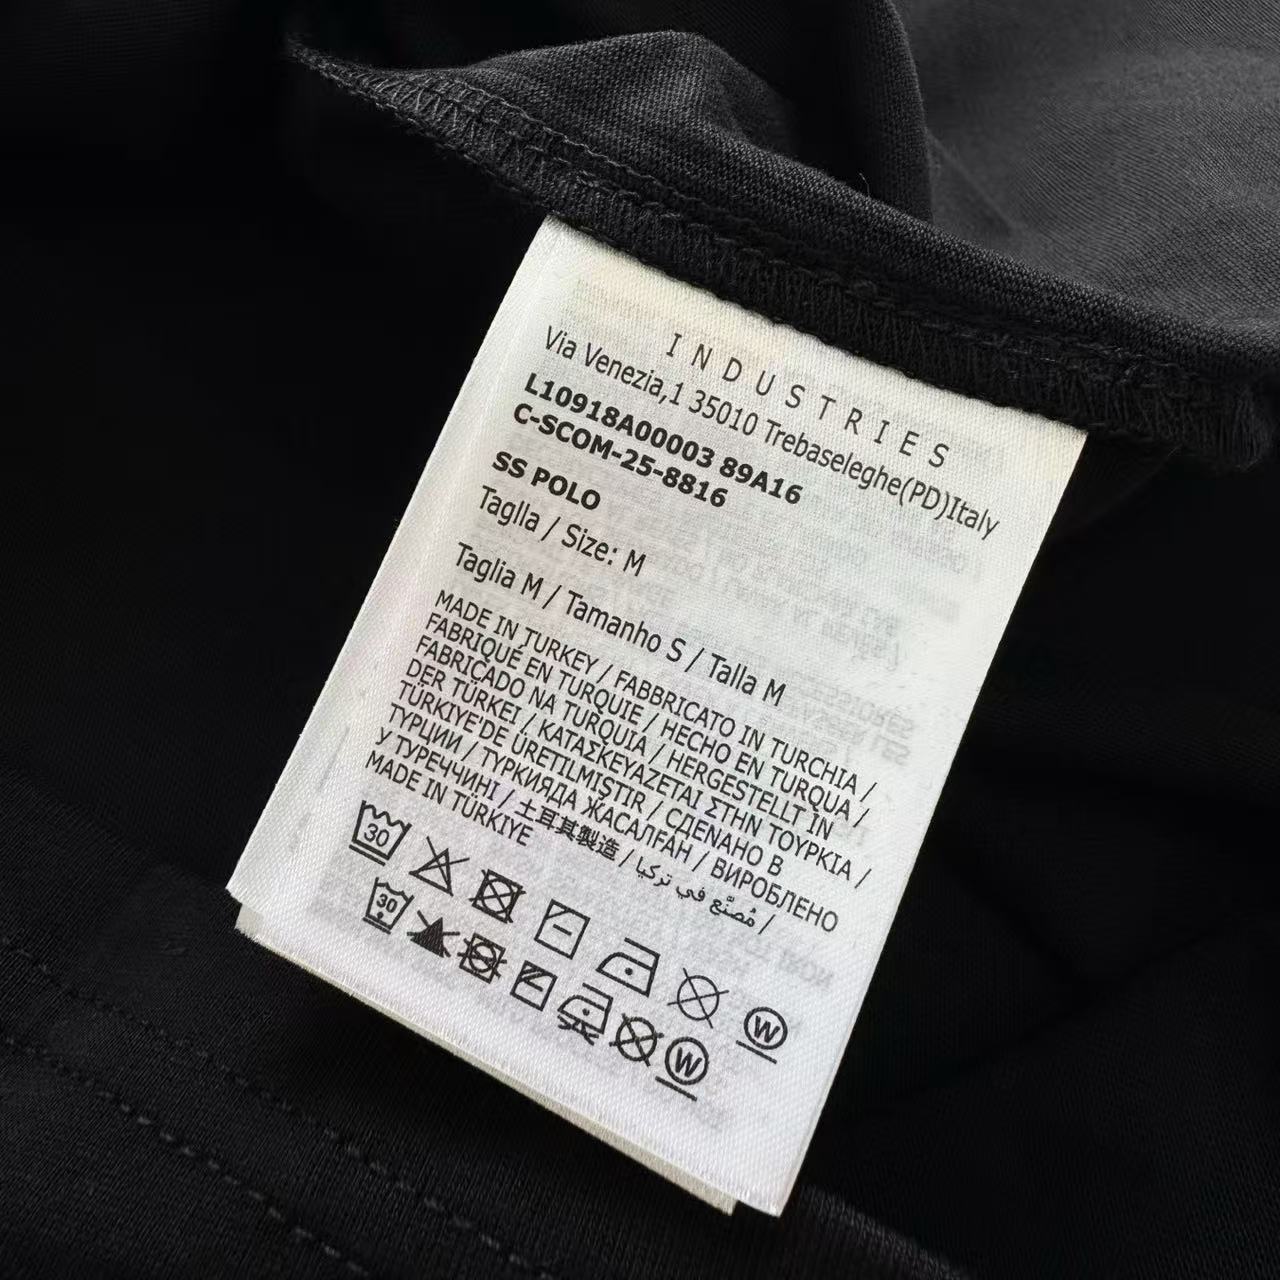 INDUSTRIES
Via Venezia,1 35010 Trebaseleghe(PD)Italy
L10918A00003 89A16
C-SCOM-25-8816
SS POLO
Taglla / Size: M
Taglia M / Tamanho S / Talla M
MADE IN TURKEY / FABBRICATO IN TURCHIA /
FABRIQUÉ EN TURQUIE / HECHO EN TURQUA /
FABRICADO NA TURQUIA / HERGESTELLT IN
DER TÜRKEI / ΚΑΤΑΣΚΕΥΑΖΕΤΑΙ ΣΤΗΝ ΤΟΥΡΚΙΑ /
TÜRKIYE'DE ÜRETILMIŞTIR / СДЕЛАНО В
ТУРЦИИ / ТҮРКИЯДА ЖАСАЛҒАН / ВИРОБЛЕНО
У ТУРЕЧЧИНІ / 土耳其製造 / مُصنّع في تركيا /
MADE IN TÜRKIYE
30
W
30
W